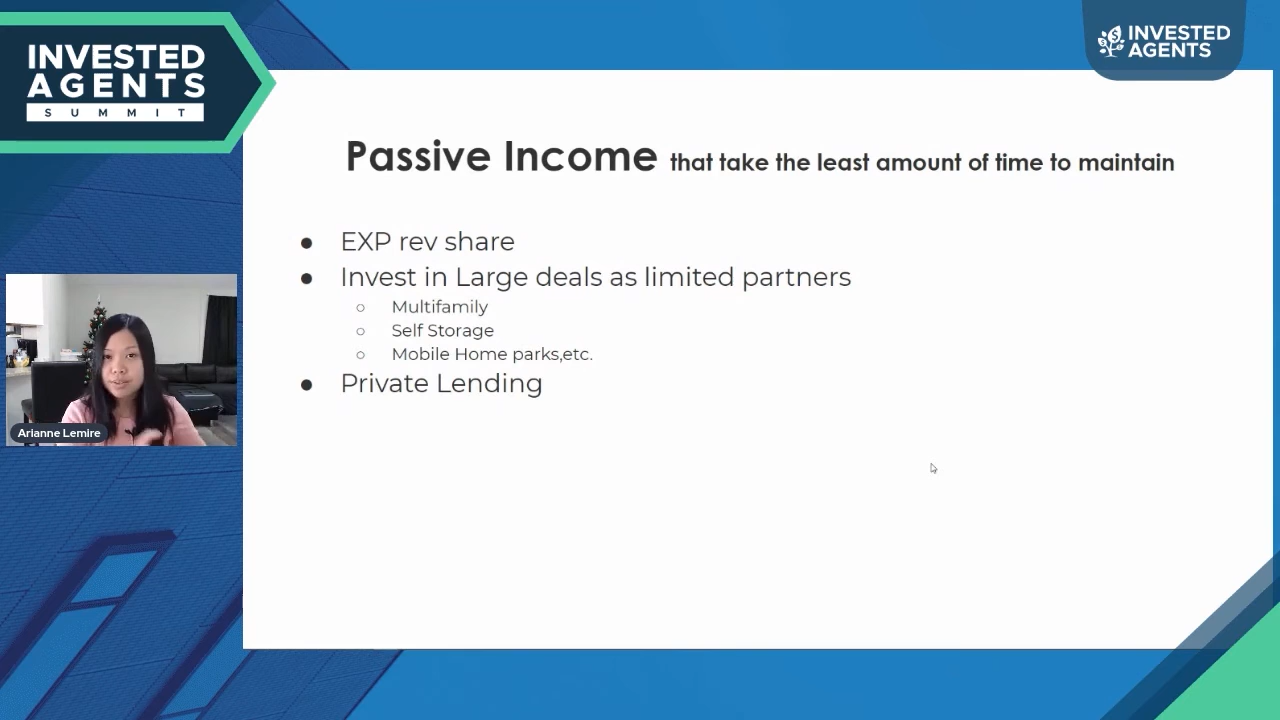 INVESTED
AGENTS
SUMMIT
INVESTED
AGENTS
Passive Income that take the least amount of time to maintain
● EXP rev share
● Invest in Large deals as limited partners
○ Multifamily
○ Self Storage
○ Mobile Home parks,etc.
● Private Lending
Arianne Lemire